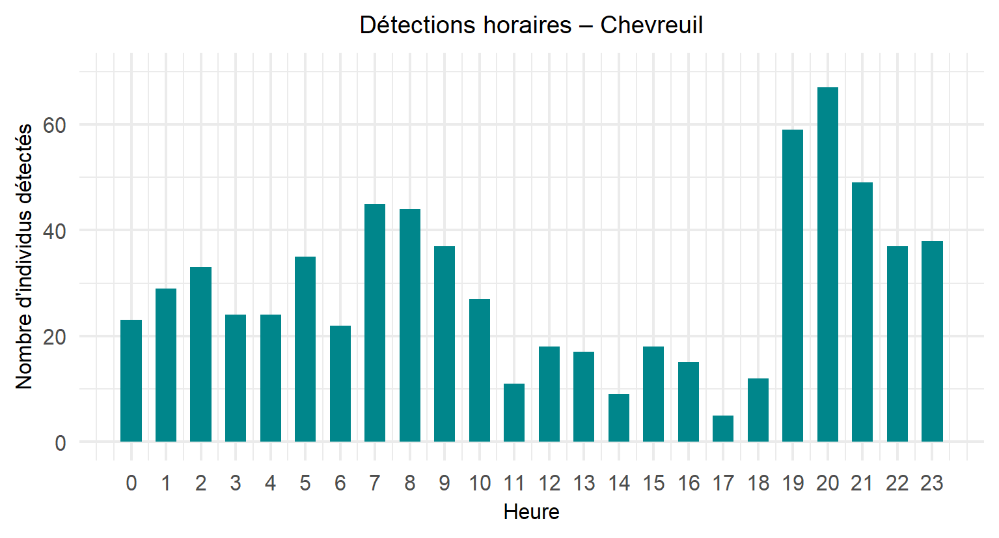 Détections horaires – Chevreuil
Nombre d'individus détectés
60
40
20
0
0 1 2 3 4 5 6 7 8 9 10 11 12 13 14 15 16 17 18 19 20 21 22 23
Heure